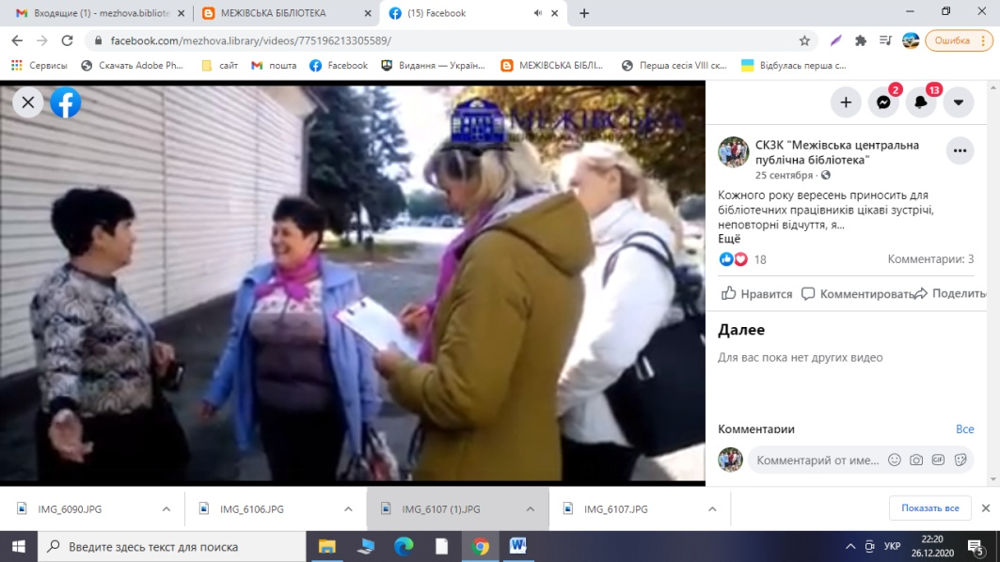 Входящие (1) - mezhova.bibliote
МЕЖІВСЬКА БІБЛІОТЕКА
(15) Facebook
facebook.com/mezhova.library/videos/775196213305589/
Ошибка
Сервисы
Скачать Adobe Ph...
сайт
пошта
Facebook
Видання — Україн...
МЕЖІВСЬКА БІБЛІ...
Перша сесія VIII ск...
Відбулась перша с...
МЕЖІВСЬКА
2
13
СКЗК "Межівська центральна
публічна бібліотека"
25 сентября ·
Кожного року вересень приносить для
бібліотечних працівників цікаві зустрічі,
неповторні відчуття, я...
Ещё
18
Комментарии: 3
Нравится
Комментировать
Поделить
Далее
Для вас пока нет других видео
Комментарии
Все
Комментарий от име...
GIF
IMG_6090.JPG
IMG_6106.JPG
IMG_6107 (1).JPG
IMG_6107.JPG
Показать все
Введите здесь текст для поиска
УКР
22:20
26.12.2020
5